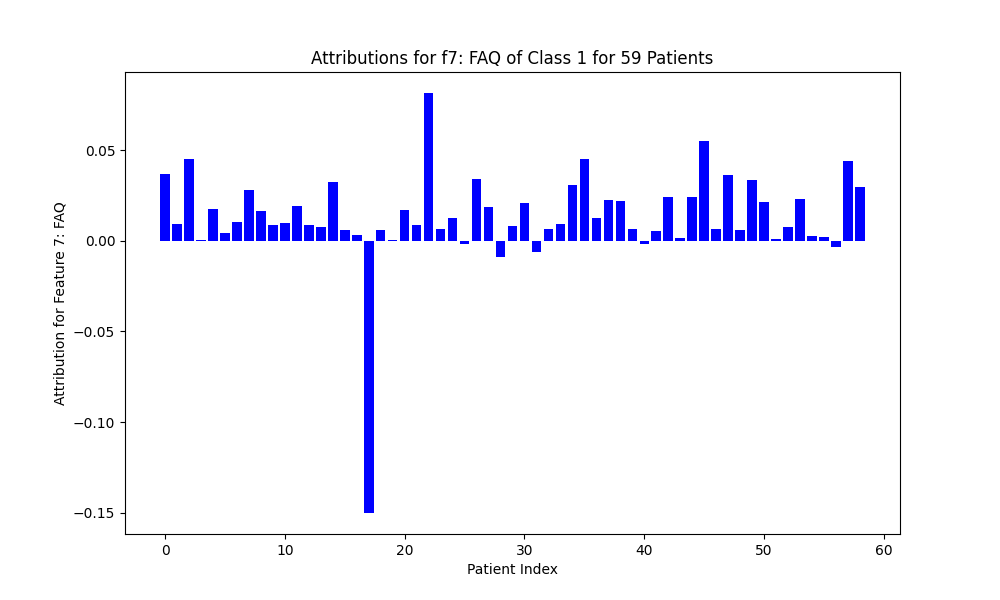 Attributions for f7: FAQ of Class 1 for 59 Patients
Attribution for Feature 7: FAQ
0.05
0.00
−0.05
−0.10
−0.15
0 10 20 30 40 50 60
Patient Index